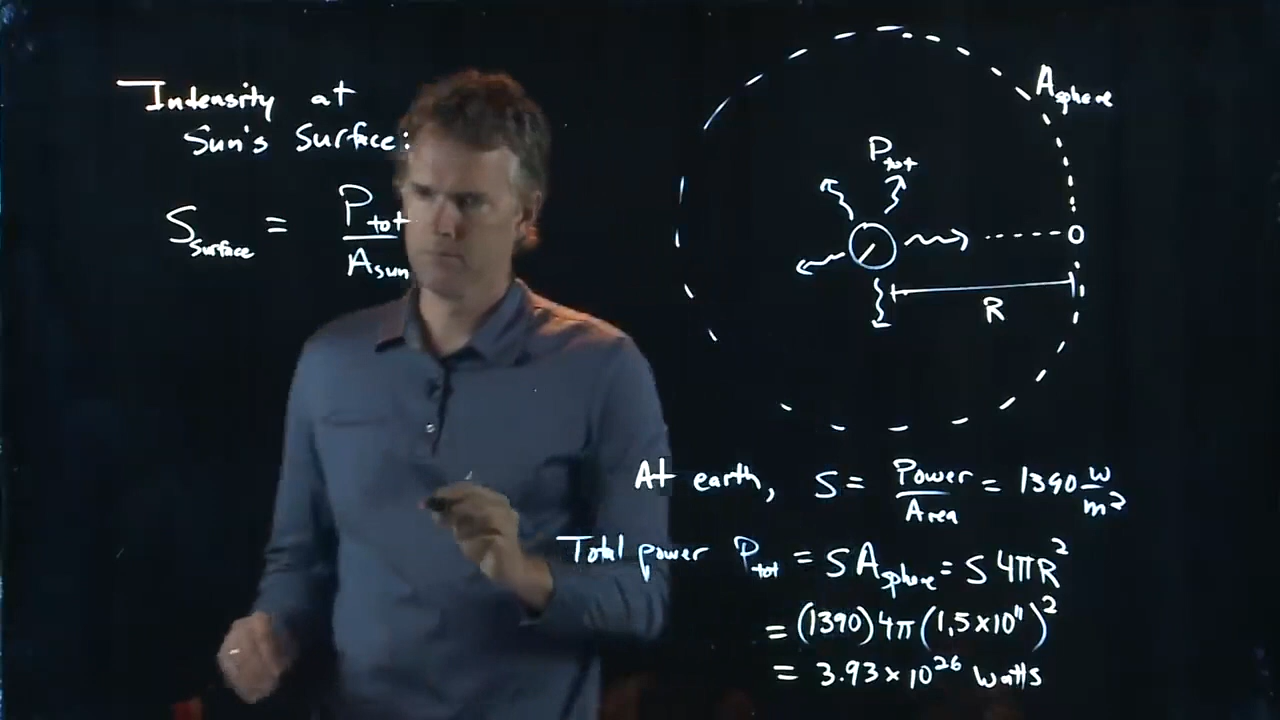 Intensity at
Sun's Surface:
S_surface = P_tot / A_sun
A_sphere
P_tot
R
At earth, S = Power / Area = 1390 W/m²
Total power P_tot = S A_sphere = S 4πR²
= (1390) 4π (1.5×10¹¹)²
= 3.93×10²⁶ watts